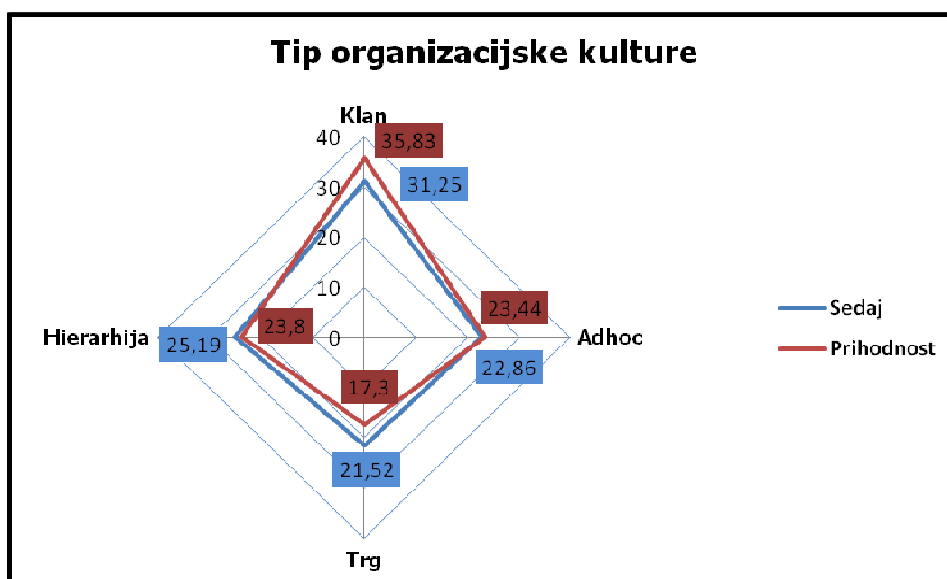 Tip organizacijske kulture
Klan
40
35,83
30
31,25
20
10
23,44
Sedaj
Hierarhija
25,19
23,8
0
Adhoc
22,86
Prihodnost
17,3
21,52
Trg